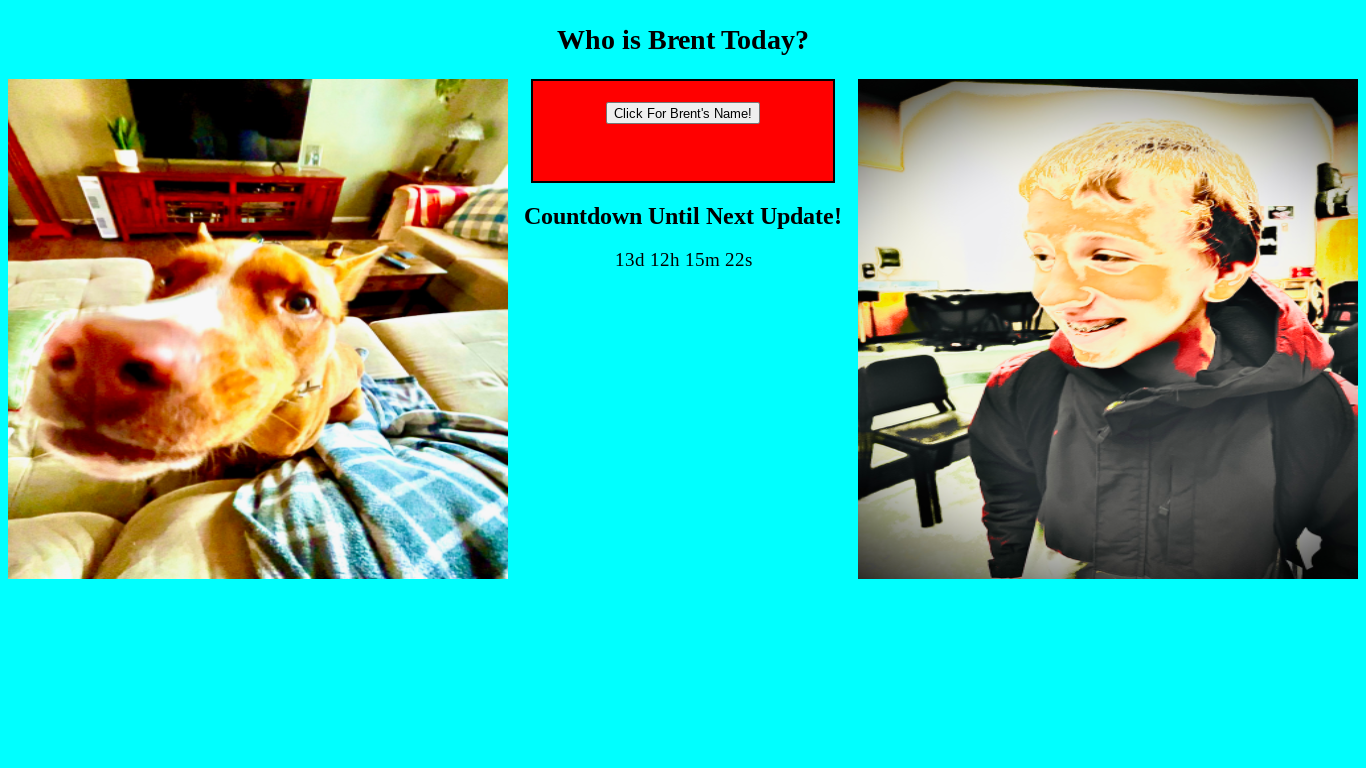 Who is Brent Today?
Click For Brent's Name!
Countdown Until Next Update!
13d 12h 15m 22s